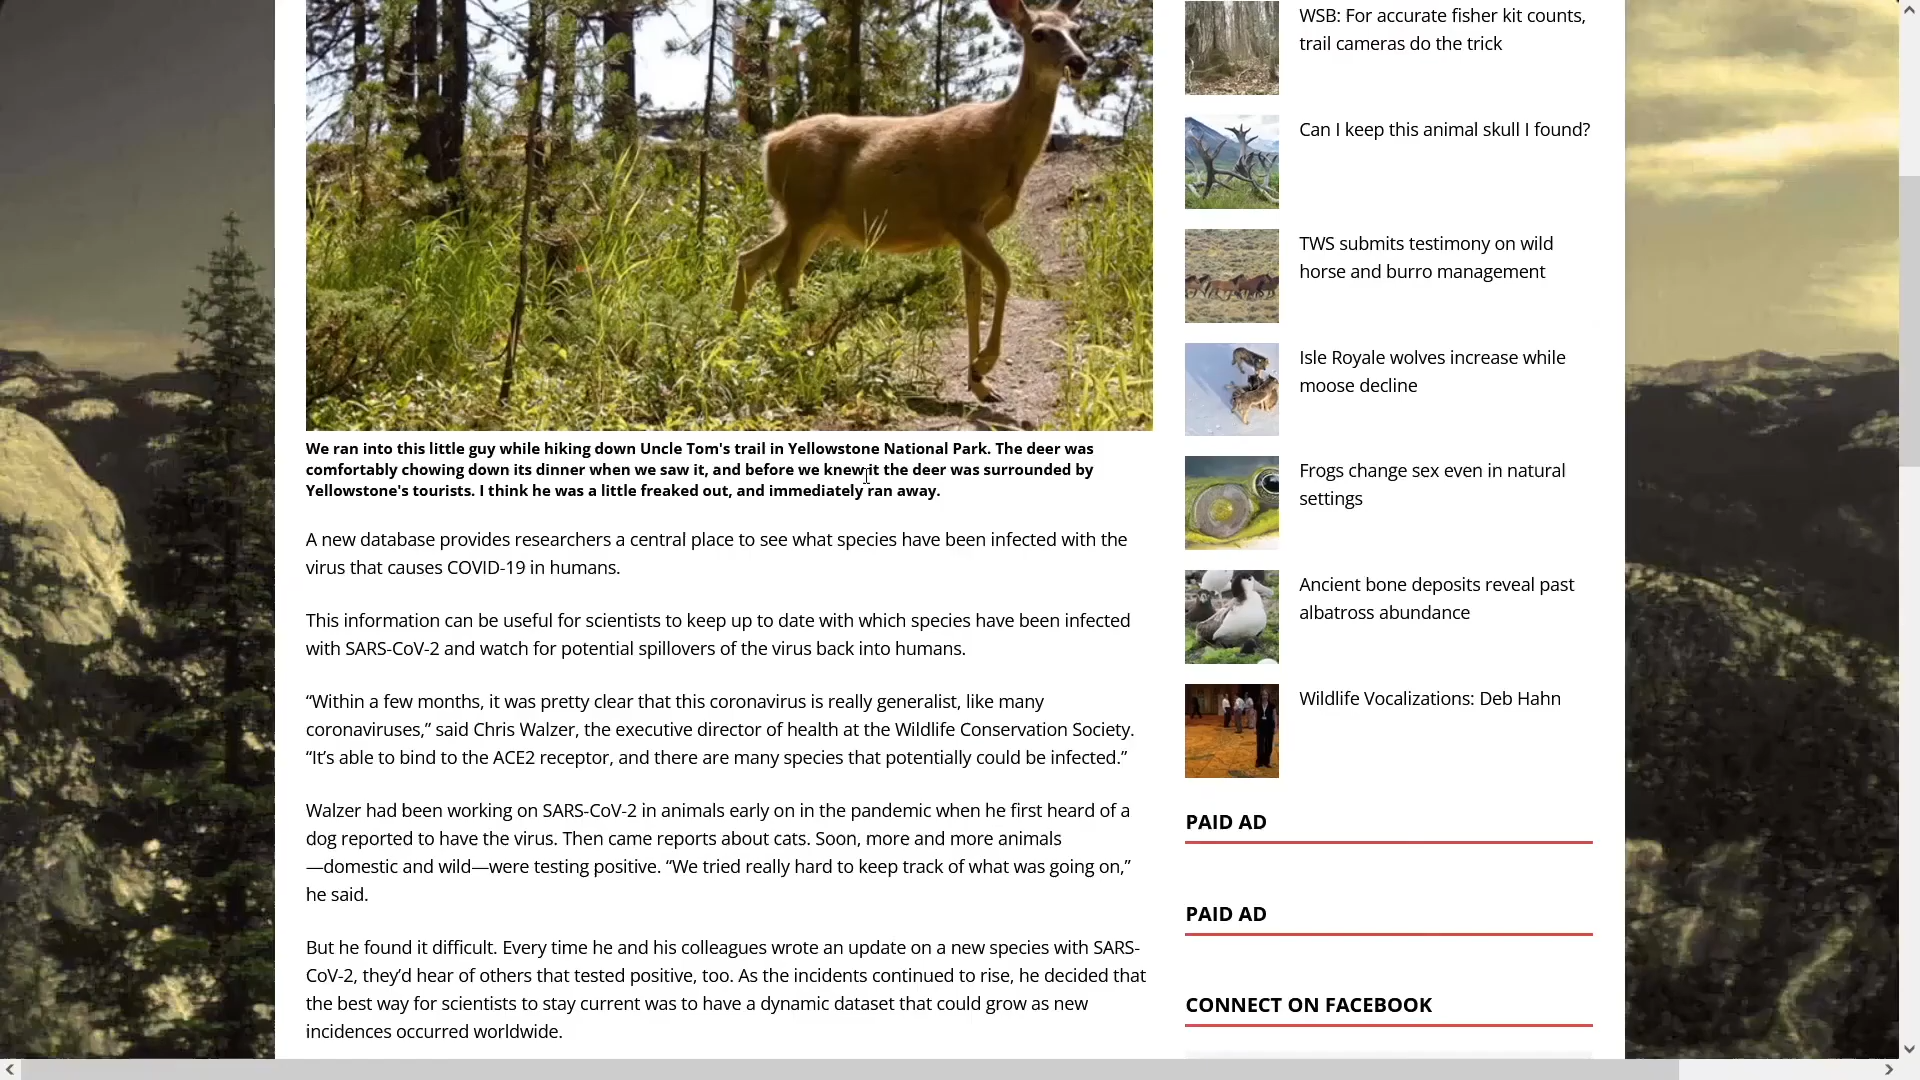 We ran into this little guy while hiking down Uncle Tom's trail in Yellowstone National Park. The deer was
comfortably chowing down its dinner when we saw it, and before we knew it the deer was surrounded by
Yellowstone's tourists. I think he was a little freaked out, and immediately ran away.
A new database provides researchers a central place to see what species have been infected with the
virus that causes COVID-19 in humans.
This information can be useful for scientists to keep up to date with which species have been infected
with SARS-CoV-2 and watch for potential spillovers of the virus back into humans.
“Within a few months, it was pretty clear that this coronavirus is really generalist, like many
coronaviruses,” said Chris Walzer, the executive director of health at the Wildlife Conservation Society.
“It’s able to bind to the ACE2 receptor, and there are many species that potentially could be infected.”
Walzer had been working on SARS-CoV-2 in animals early on in the pandemic when he first heard of a
dog reported to have the virus. Then came reports about cats. Soon, more and more animals
—domestic and wild—were testing positive. “We tried really hard to keep track of what was going on,”
he said.
But he found it difficult. Every time he and his colleagues wrote an update on a new species with SARS-
CoV-2, they’d hear of others that tested positive, too. As the incidents continued to rise, he decided that
the best way for scientists to stay current was to have a dynamic dataset that could grow as new
incidences occurred worldwide.
WSB: For accurate fisher kit counts,
trail cameras do the trick
Can I keep this animal skull I found?
TWS submits testimony on wild
horse and burro management
Isle Royale wolves increase while
moose decline
Frogs change sex even in natural
settings
Ancient bone deposits reveal past
albatross abundance
Wildlife Vocalizations: Deb Hahn
PAID AD
PAID AD
CONNECT ON FACEBOOK